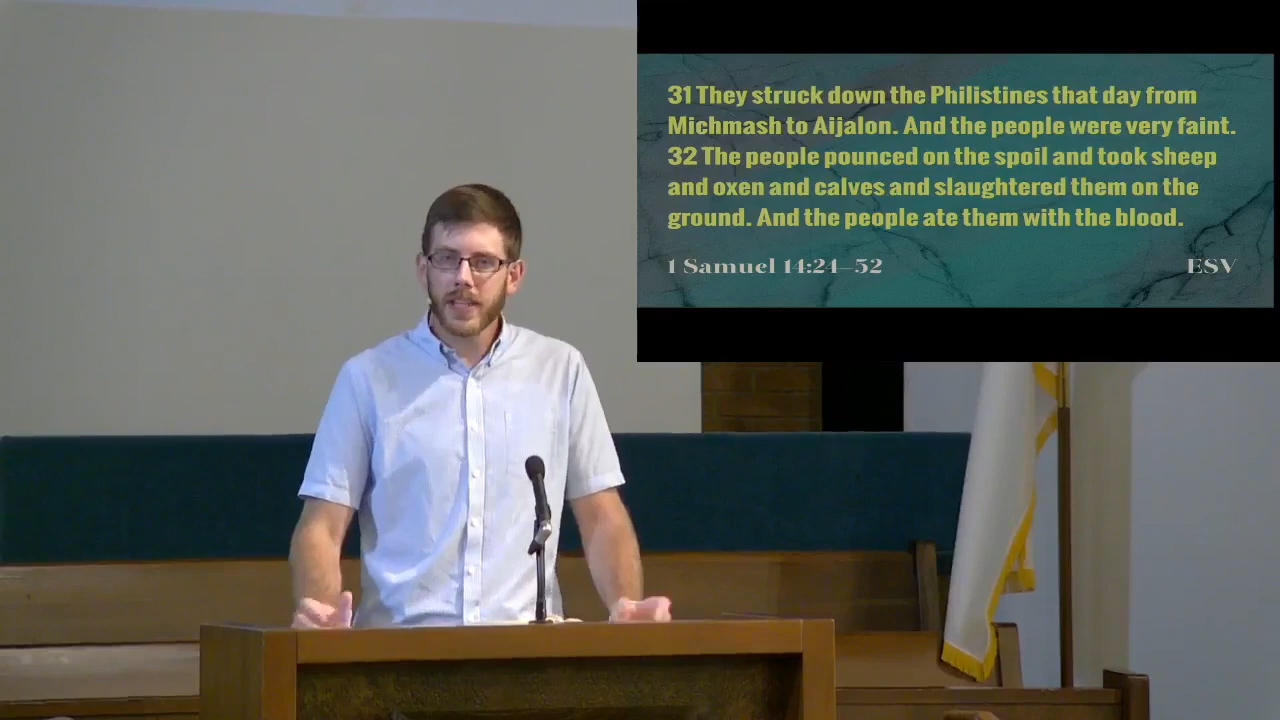 31 They struck down the Philistines that day from
Michmash to Aijalon. And the people were very faint.
32 The people pounced on the spoil and took sheep
and oxen and calves and slaughtered them on the
ground. And the people ate them with the blood.
1 Samuel 14:24–52 ESV